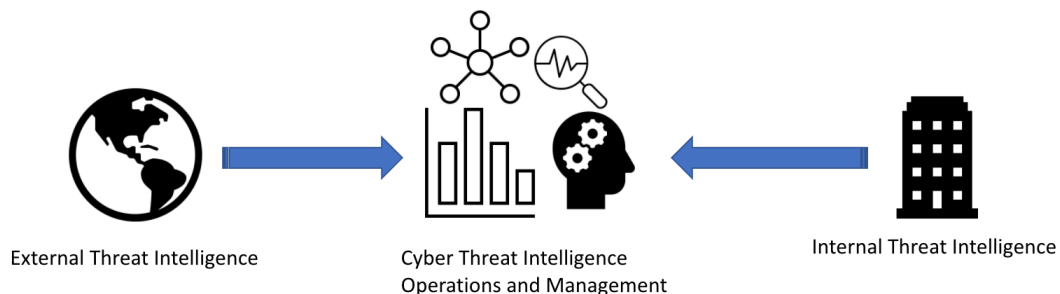 External Threat Intelligence
Cyber Threat Intelligence
Operations and Management
Internal Threat Intelligence